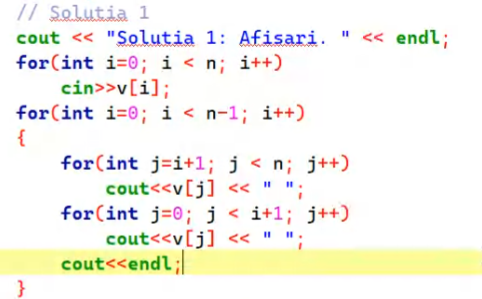 // Solutia 1
cout << "Solutia 1: Afisari. " << endl;
for(int i=0; i < n; i++)
    cin>>v[i];
for(int i=0; i < n-1; i++)
{
    for(int j=i+1; j < n; j++)
        cout<<v[j] << " ";
    for(int j=0; j < i+1; j++)
        cout<<v[j] << " ";
    cout<<endl;
}